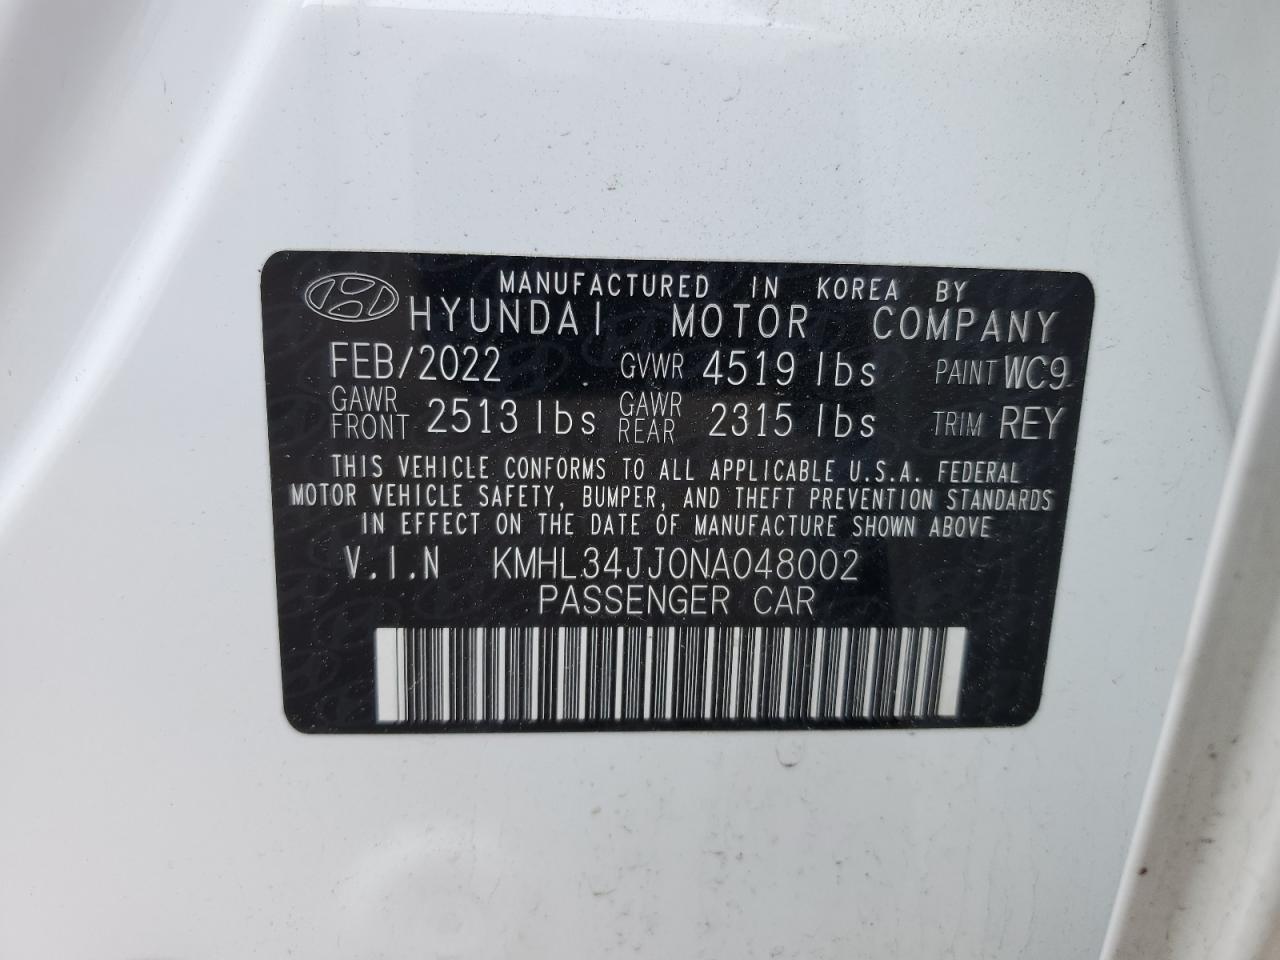 MANUFACTURED IN KOREA BY
HYUNDAI MOTOR COMPANY
FEB/2022 GVWR 4519 lbs PAINT WC9
GAWR FRONT 2513 lbs GAWR REAR 2315 lbs TRIM REY
THIS VEHICLE CONFORMS TO ALL APPLICABLE U.S.A. FEDERAL
MOTOR VEHICLE SAFETY, BUMPER, AND THEFT PREVENTION STANDARDS
IN EFFECT ON THE DATE OF MANUFACTURE SHOWN ABOVE
V.I.N KMHL34JJ0NA048002
PASSENGER CAR